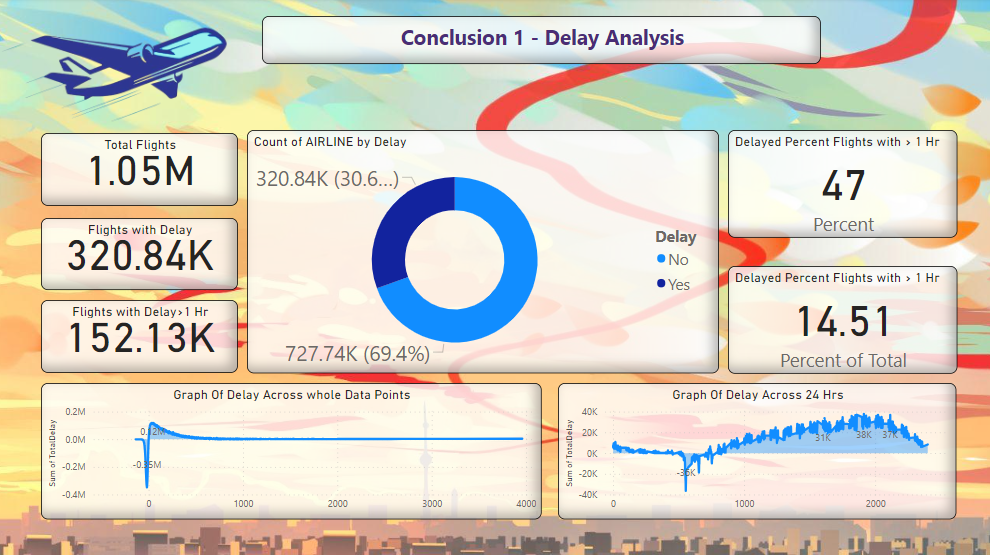 Conclusion 1 - Delay Analysis
Total Flights
1.05M
Flights with Delay
320.84K
Flights with Delay>1 Hr
152.13K
Count of AIRLINE by Delay
320.84K (30.6...)
727.74K (69.4%)
Delay
No
Yes
Delayed Percent Flights with > 1 Hr
47
Percent
Delayed Percent Flights with > 1 Hr
14.51
Percent of Total
Graph Of Delay Across whole Data Points
Sum of TotalDelay
0.2M
0.0M
-0.2M
-0.4M
0
1000
2000
3000
4000
Graph Of Delay Across 24 Hrs
Sum of TotalDelay
40K
20K
0K
-20K
-40K
31K
38K
37K
0
1000
2000